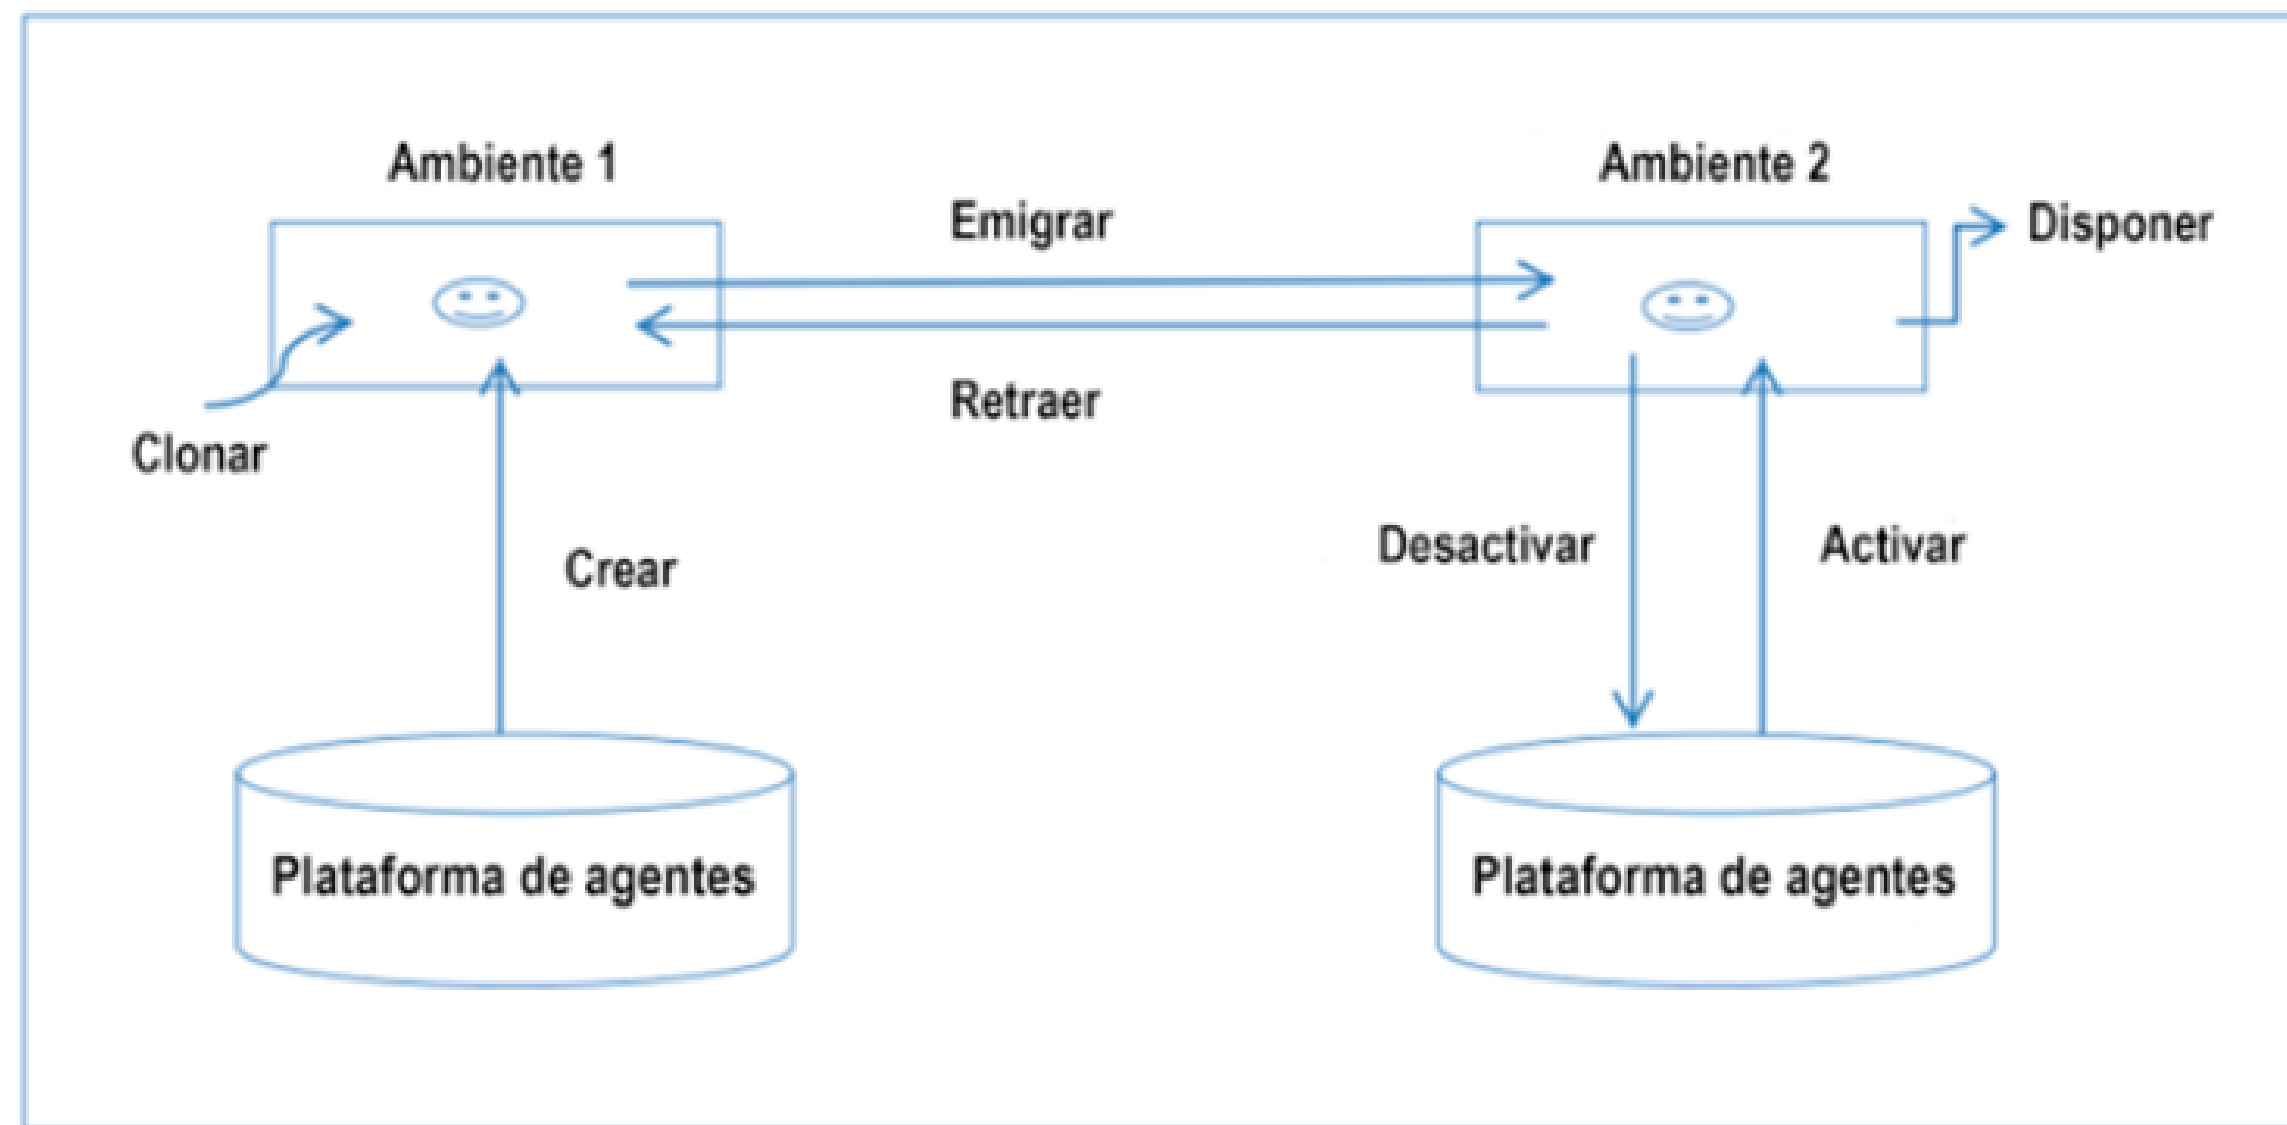 Ambiente 1
Ambiente 2
Emigrar
Disponer
Retraer
Clonar
Crear
Desactivar
Activar
Plataforma de agentes
Plataforma de agentes